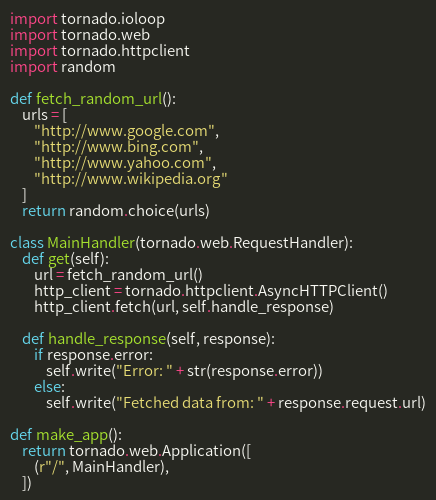 import tornado.ioloop
import tornado.web
import tornado.httpclient
import random

def fetch_random_url():
    urls = [
        "http://www.google.com",
        "http://www.bing.com",
        "http://www.yahoo.com",
        "http://www.wikipedia.org"
    ]
    return random.choice(urls)

class MainHandler(tornado.web.RequestHandler):
    def get(self):
        url = fetch_random_url()
        http_client = tornado.httpclient.AsyncHTTPClient()
        http_client.fetch(url, self.handle_response)

    def handle_response(self, response):
        if response.error:
            self.write("Error: " + str(response.error))
        else:
            self.write("Fetched data from: " + response.request.url)

def make_app():
    return tornado.web.Application([
        (r"/", MainHandler),
    ])